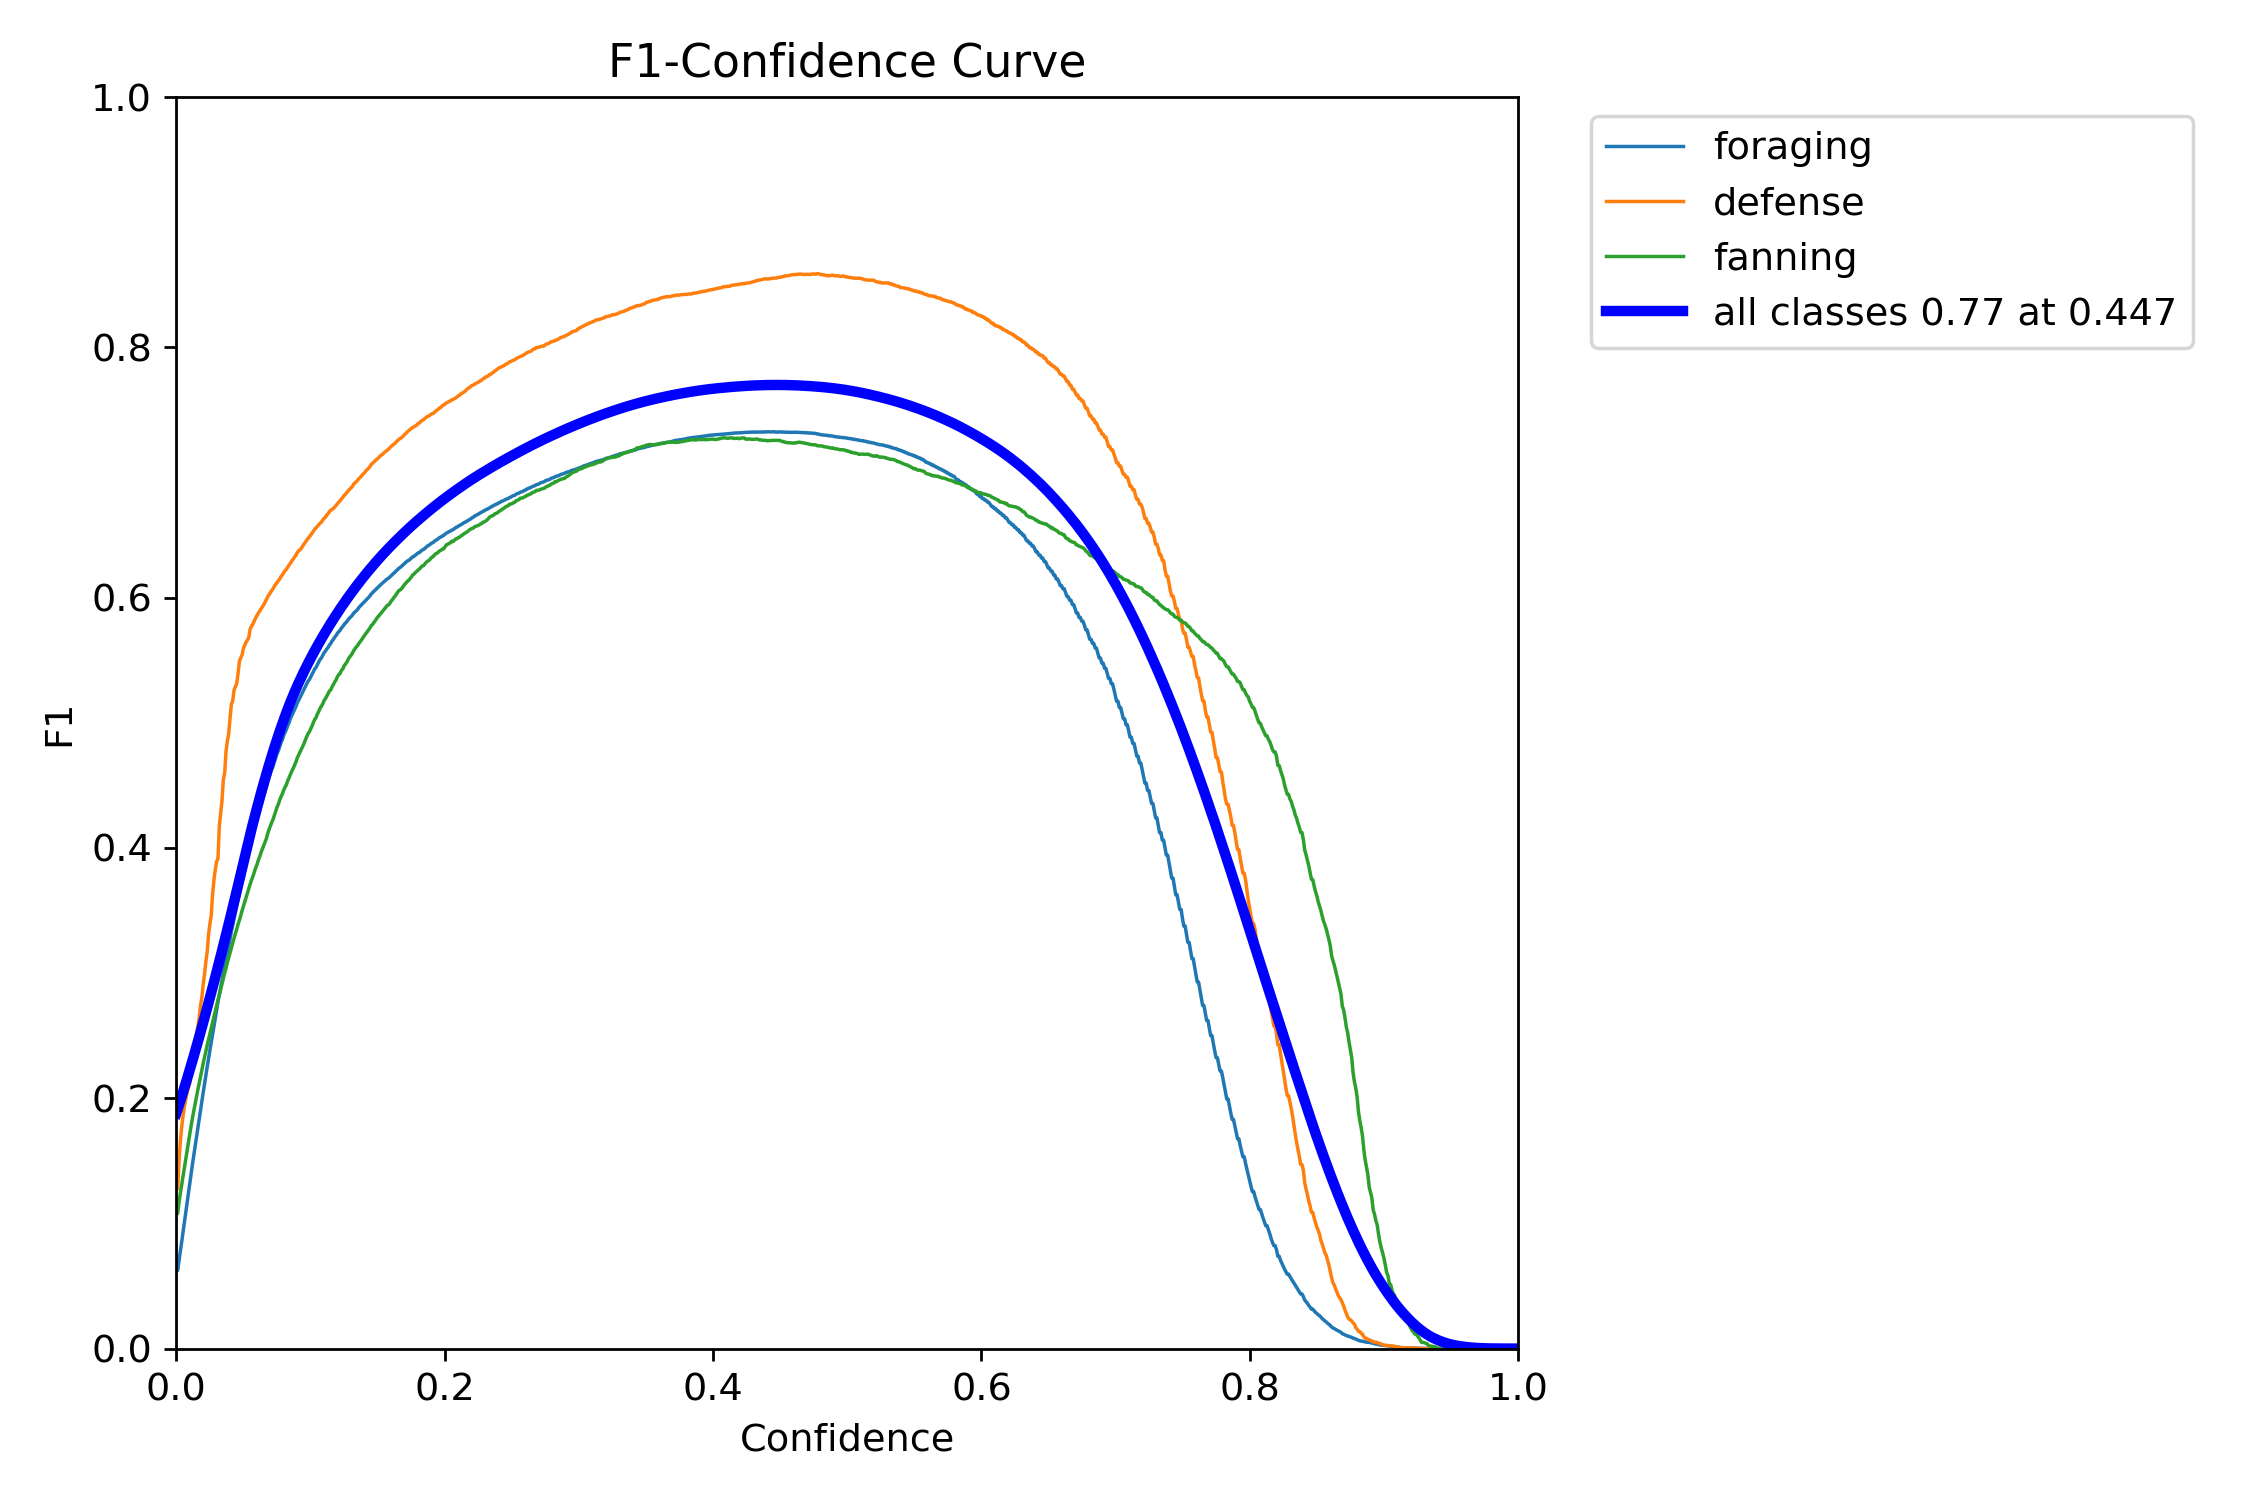 F1-Confidence Curve
1.0
0.8
0.6
0.4
0.2
0.0
F1
0.0 0.2 0.4 0.6 0.8 1.0
Confidence
foraging
defense
fanning
all classes 0.77 at 0.447